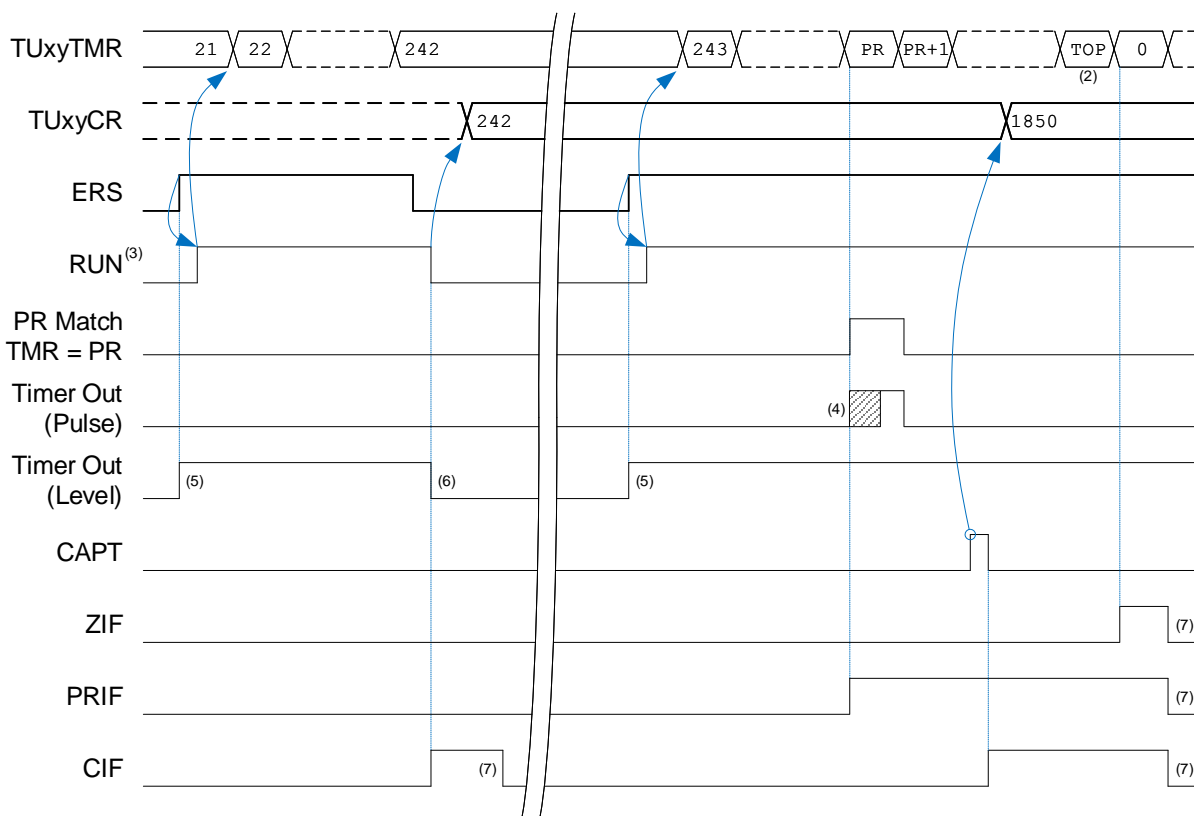 TUxyTMR 21 22 242 243 PR PR+1 TOP 0
(2)
TUxyCR 242 1850
ERS
RUN(3)
PR Match
TMR = PR
Timer Out
(Pulse) (4)
Timer Out
(Level) (5) (6) (5)
CAPT
ZIF (7)
PRIF (7)
CIF (7) (7)